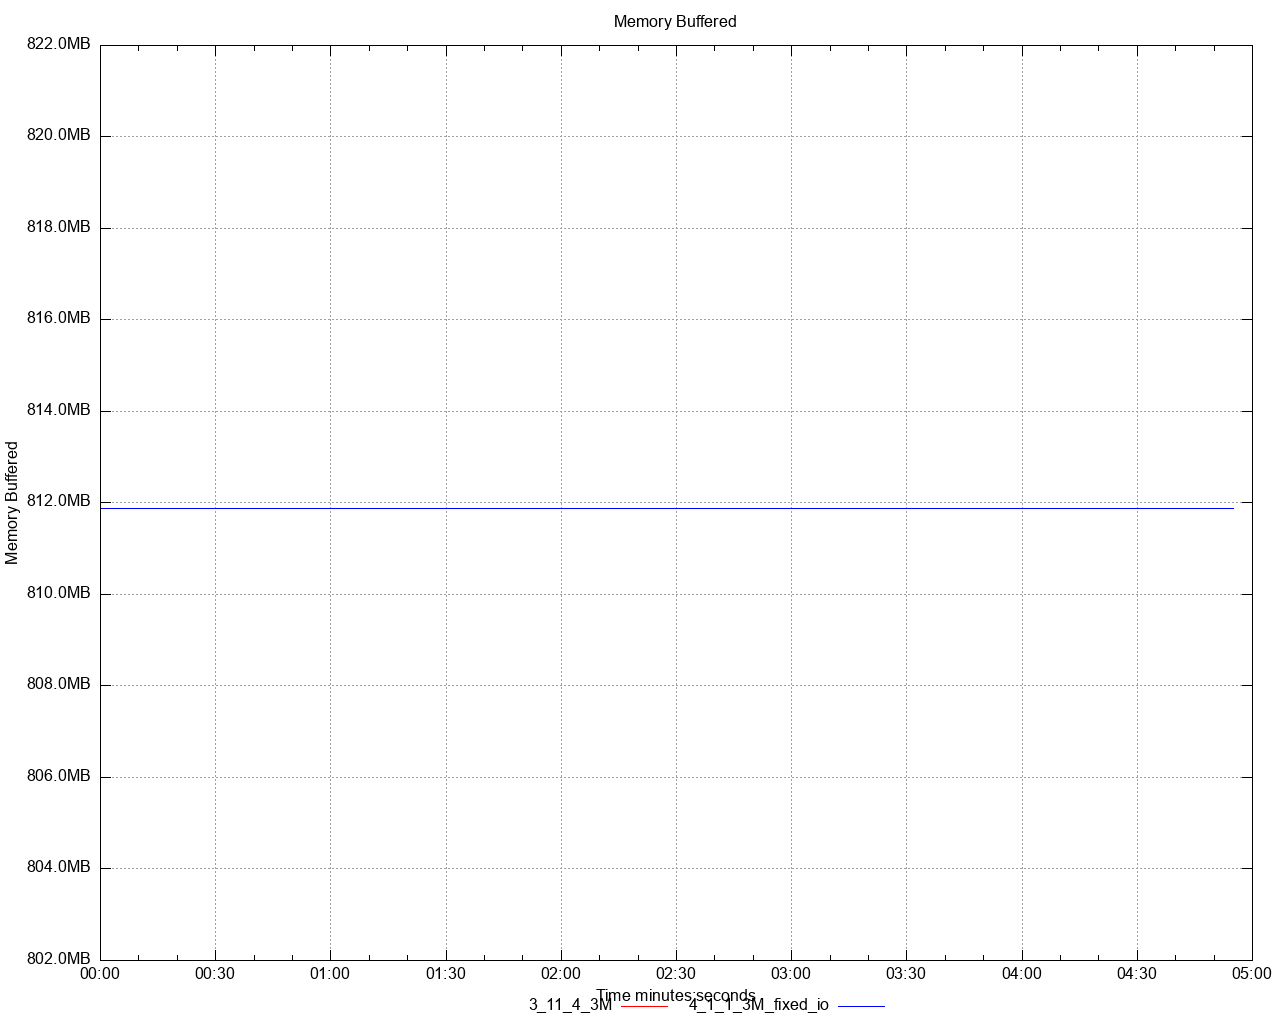 Memory Buffered
822.0MB
820.0MB
818.0MB
816.0MB
814.0MB
812.0MB
810.0MB
808.0MB
806.0MB
804.0MB
802.0MB
Memory Buffered
00:00 00:30 01:00 01:30 02:00 02:30 03:00 03:30 04:00 04:30 05:00
Time minutes:seconds
3_11_4_3M 4_1_1_3M_fixed_io